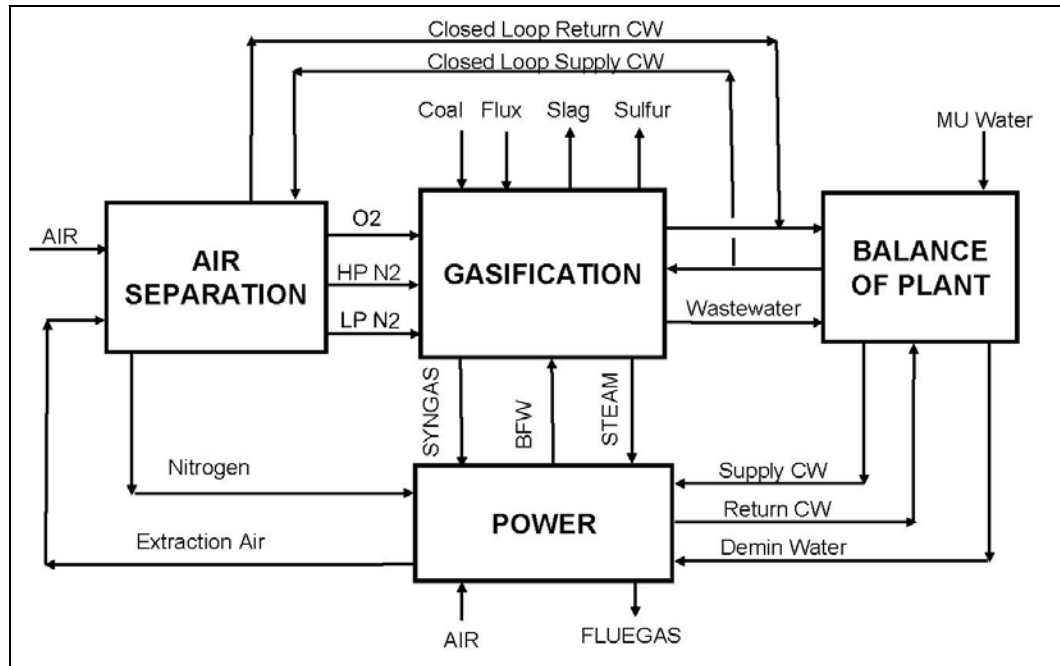 Closed Loop Return CW
Closed Loop Supply CW
Coal
Flux
Slag
Sulfur
MU Water
AIR
AIR
SEPARATION
O2
HP N2
LP N2
GASIFICATION
Wastewater
BALANCE
OF PLANT
SYNGAS
BFW
STEAM
Nitrogen
Extraction Air
POWER
Supply CW
Return CW
Demin Water
AIR
FLUEGAS